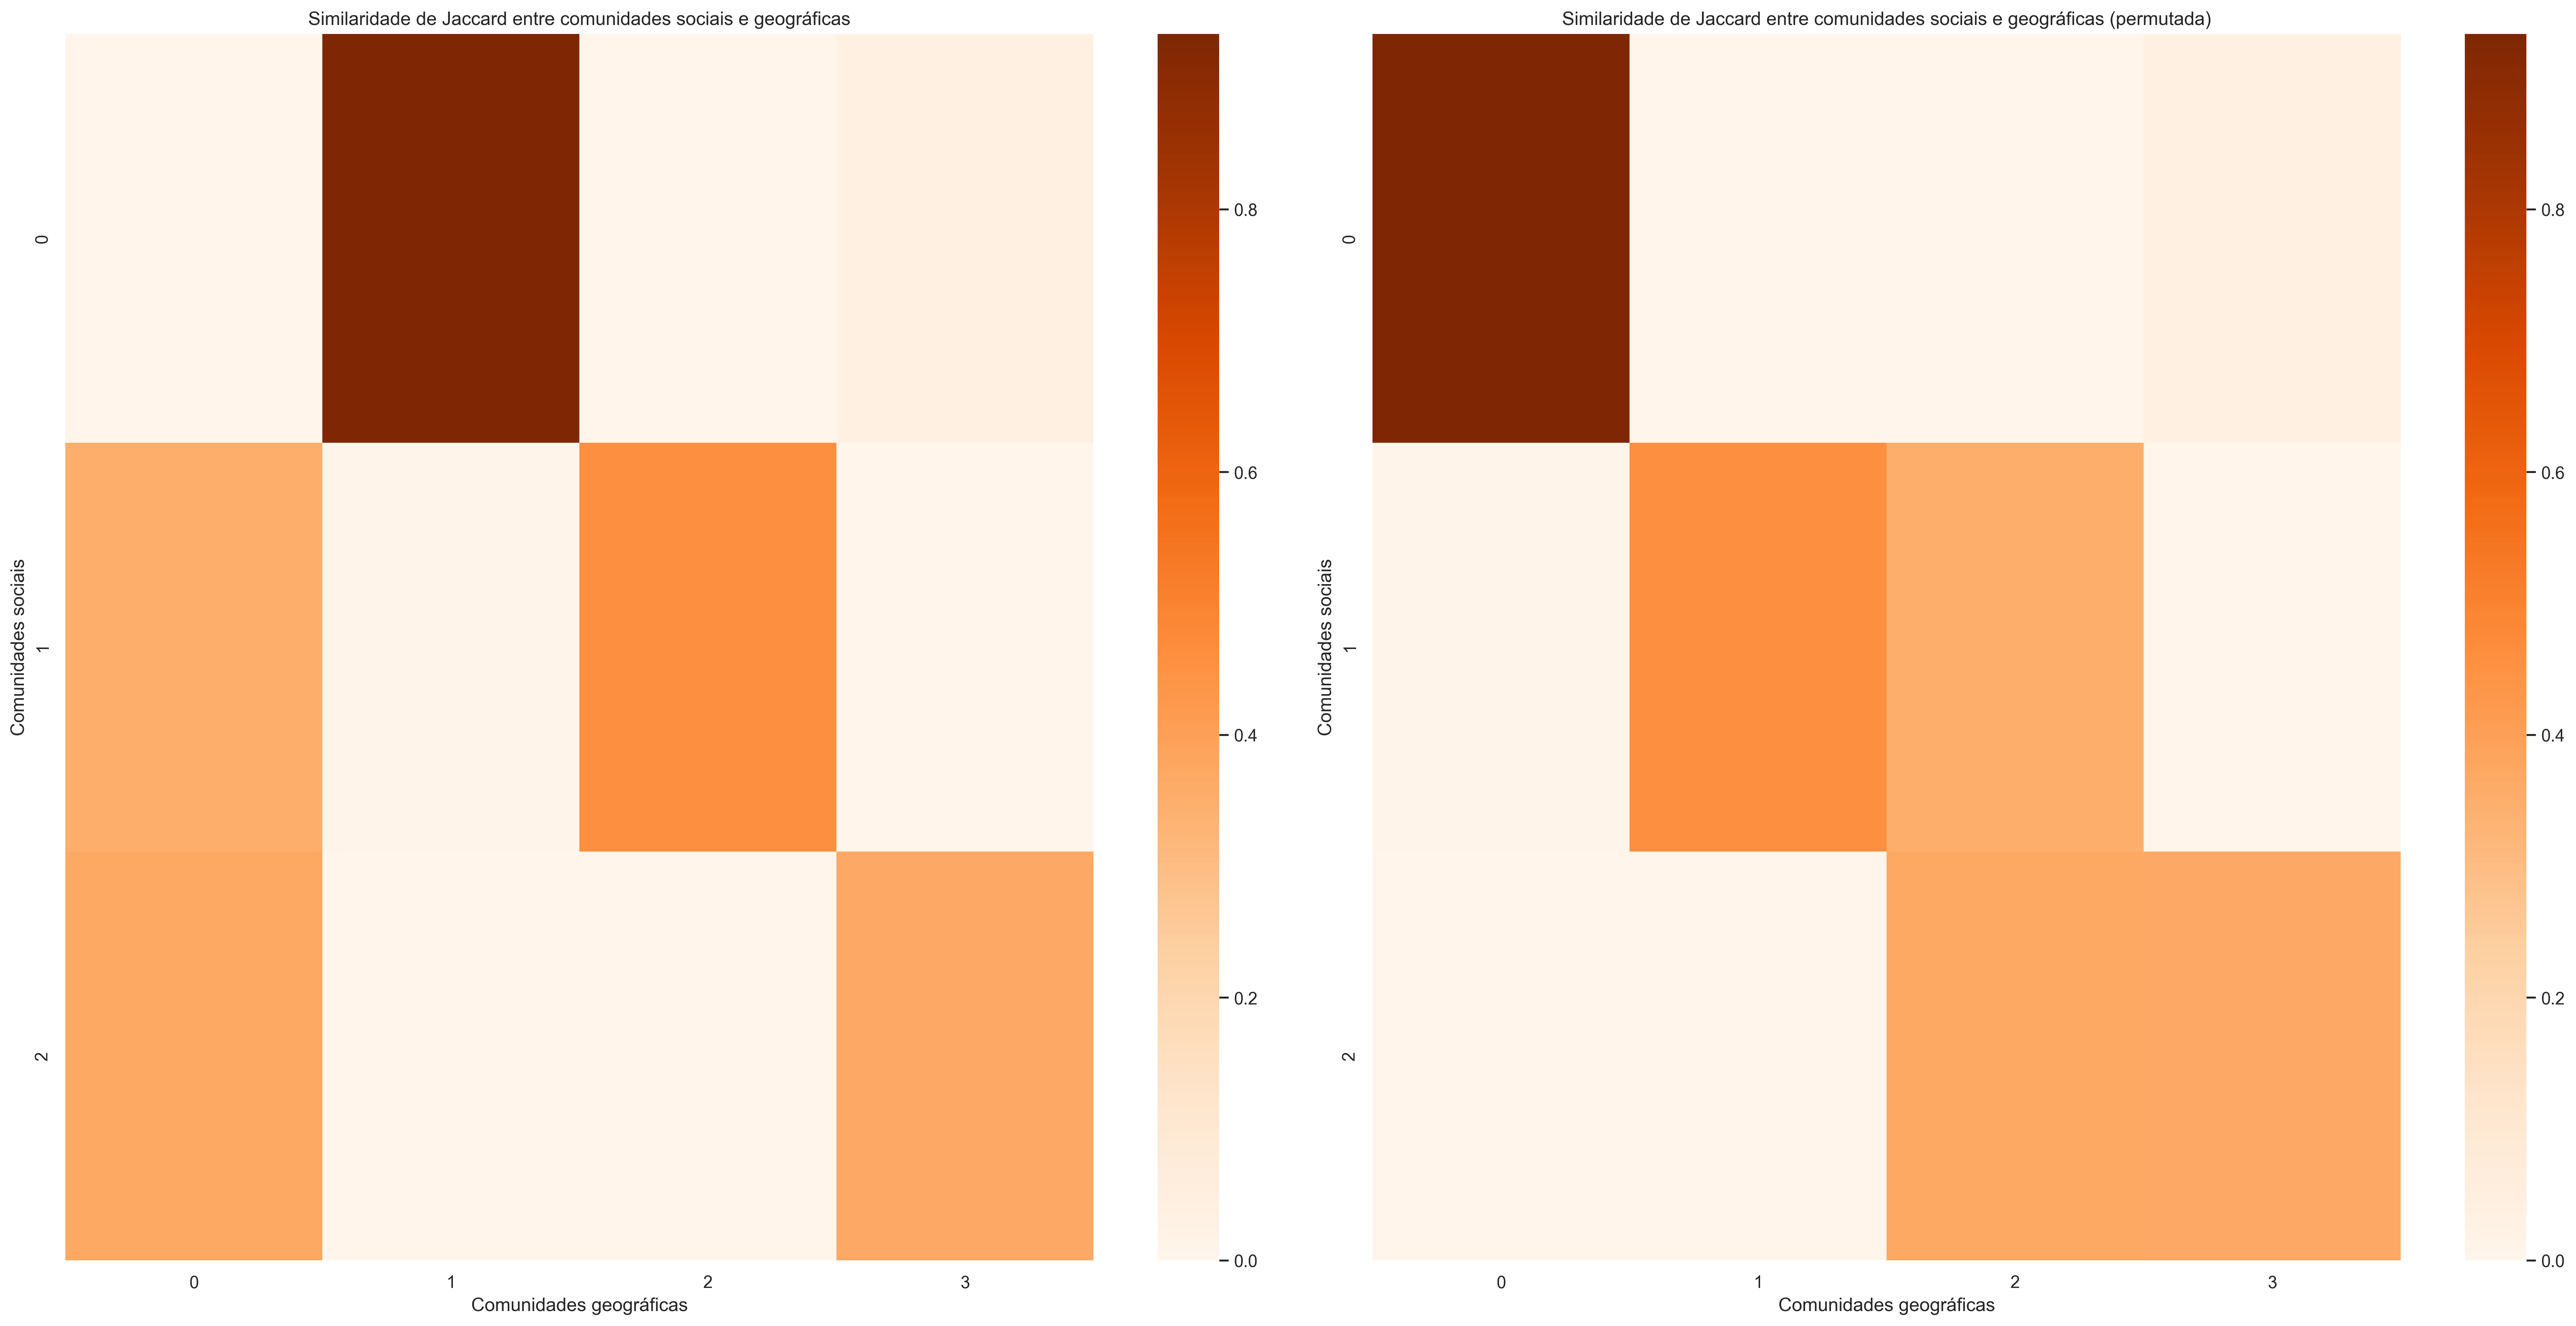 Similaridade de Jaccard entre comunidades sociais e geográficas
Comunidades sociais
0
1
2
0 1 2 3
Comunidades geográficas
0.8
0.6
0.4
0.2
0.0
Similaridade de Jaccard entre comunidades sociais e geográficas (permutada)
Comunidades sociais
0
1
2
0 1 2 3
Comunidades geográficas
0.8
0.6
0.4
0.2
0.0